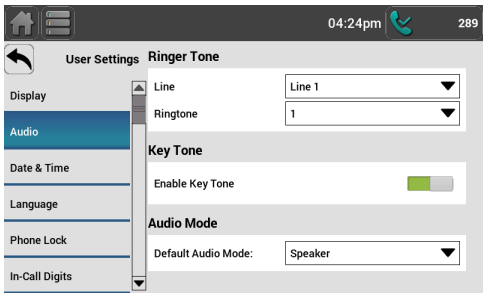 04:24pm 289
User Settings
Display
Audio
Date & Time
Language
Phone Lock
In-Call Digits
Ringer Tone
Line Line 1
Ringtone 1
Key Tone
Enable Key Tone
Audio Mode
Default Audio Mode: Speaker